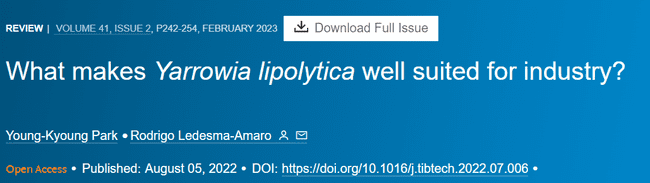 REVIEW | VOLUME 41, ISSUE 2, P242-254, FEBRUARY 2023 Download Full Issue
What makes Yarrowia lipolytica well suited for industry?
Young-Kyoung Park • Rodrigo Ledesma-Amaro
Open Access • Published: August 05, 2022 • DOI: https://doi.org/10.1016/j.tibtech.2022.07.006 •